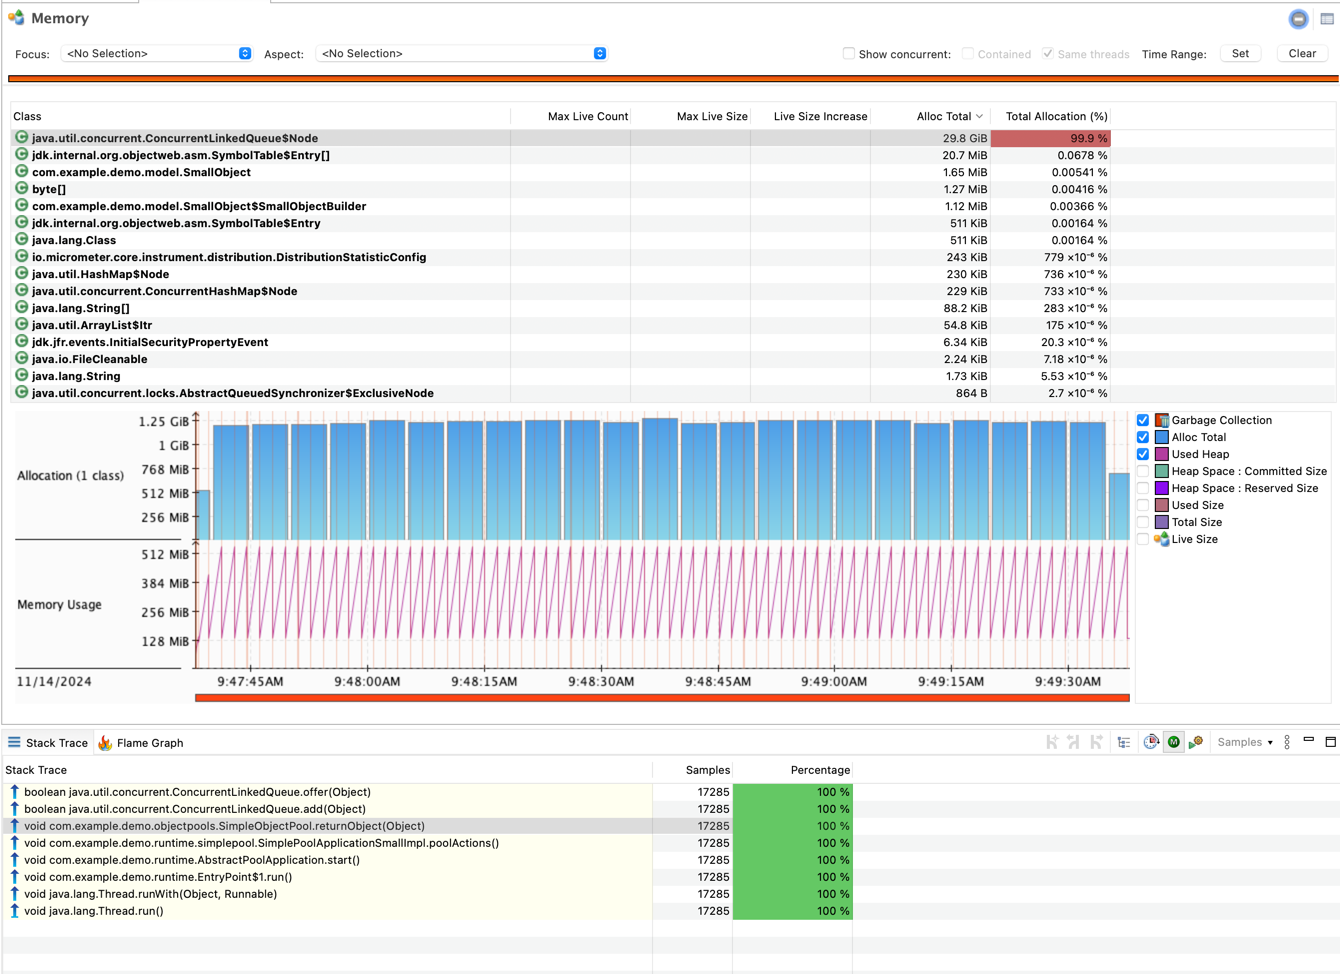 Memory
Focus: <No Selection> Aspect: <No Selection> Show concurrent: Contained Same threads Time Range: Set Clear
Class Max Live Count Max Live Size Live Size Increase Alloc Total Total Allocation (%)
java.util.concurrent.ConcurrentLinkedQueue$Node 29.8 GiB 99.9 %
jdk.internal.org.objectweb.asm.SymbolTable$Entry[] 20.7 MiB 0.0678 %
com.example.demo.model.SmallObject 1.65 MiB 0.00541 %
byte[] 1.27 MiB 0.00416 %
com.example.demo.model.SmallObject$SmallObjectBuilder 1.12 MiB 0.00366 %
jdk.internal.org.objectweb.asm.SymbolTable$Entry 511 KiB 0.00164 %
java.lang.Class 511 KiB 0.00164 %
io.micrometer.core.instrument.distribution.DistributionStatisticConfig 243 KiB 779 ×10⁻⁶ %
java.util.HashMap$Node 230 KiB 736 ×10⁻⁶ %
java.util.concurrent.ConcurrentHashMap$Node 229 KiB 733 ×10⁻⁶ %
java.lang.String[] 88.2 KiB 283 ×10⁻⁶ %
java.util.ArrayList$Itr 54.8 KiB 175 ×10⁻⁶ %
jdk.jfr.events.InitialSecurityPropertyEvent 6.34 KiB 20.3 ×10⁻⁶ %
java.io.FileCleanable 2.24 KiB 7.18 ×10⁻⁶ %
java.lang.String 1.73 KiB 5.53 ×10⁻⁶ %
java.util.concurrent.locks.AbstractQueuedSynchronizer$ExclusiveNode 864 B 2.7 ×10⁻⁶ %
Allocation (1 class)
1.25 GiB
1 GiB
768 MiB
512 MiB
256 MiB
Memory Usage
512 MiB
384 MiB
256 MiB
128 MiB
11/14/2024 9:47:45AM 9:48:00AM 9:48:15AM 9:48:30AM 9:48:45AM 9:49:00AM 9:49:15AM 9:49:30AM
Garbage Collection
Alloc Total
Used Heap
Heap Space : Committed Size
Heap Space : Reserved Size
Used Size
Total Size
Live Size
Stack Trace Flame Graph M Samples
Stack Trace Samples Percentage
boolean java.util.concurrent.ConcurrentLinkedQueue.offer(Object) 17285 100 %
boolean java.util.concurrent.ConcurrentLinkedQueue.add(Object) 17285 100 %
void com.example.demo.objectpools.SimpleObjectPool.returnObject(Object) 17285 100 %
void com.example.demo.runtime.simplepool.SimplePoolApplicationSmallImpl.poolActions() 17285 100 %
void com.example.demo.runtime.AbstractPoolApplication.start() 17285 100 %
void com.example.demo.runtime.EntryPoint$1.run() 17285 100 %
void java.lang.Thread.runWith(Object, Runnable) 17285 100 %
void java.lang.Thread.run() 17285 100 %